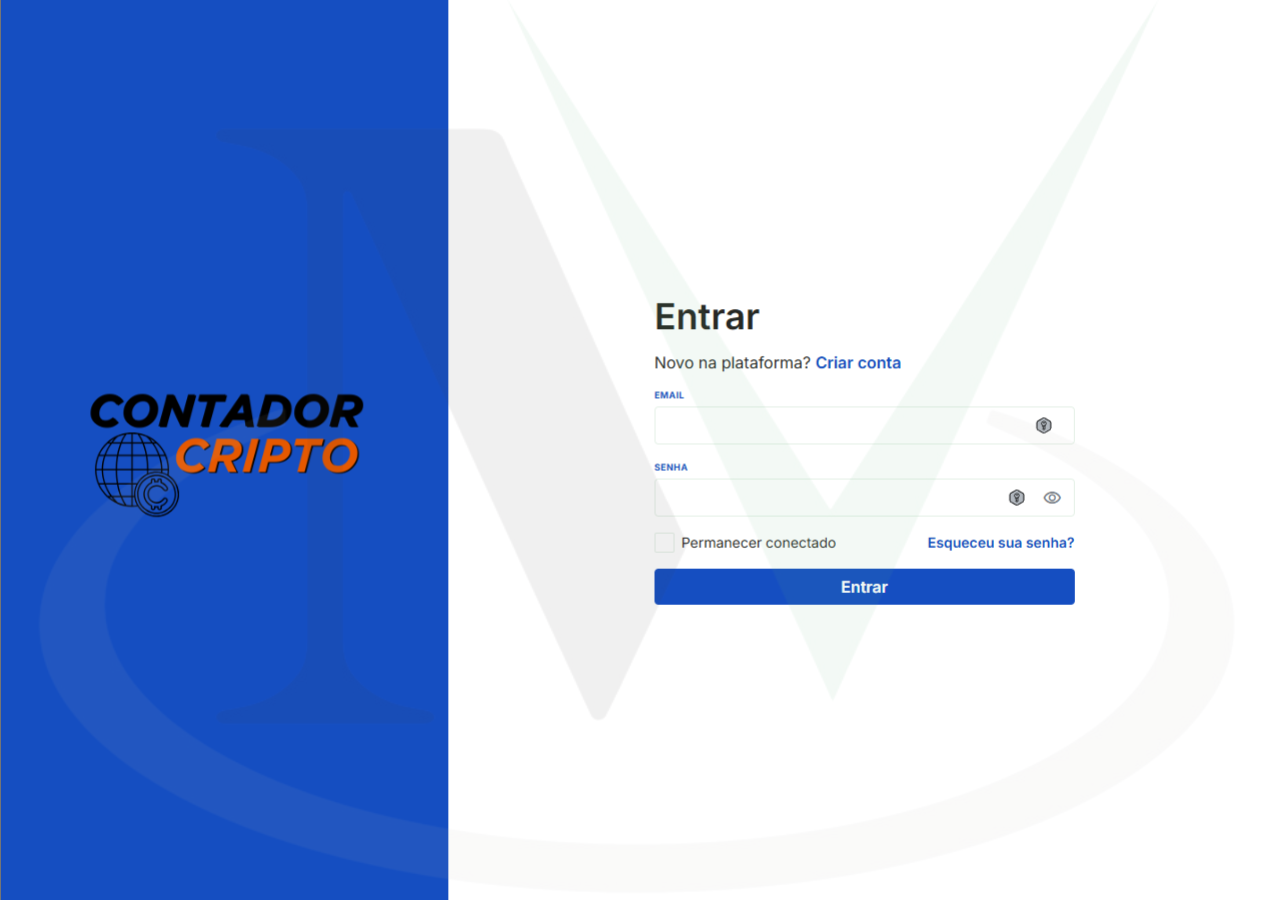 CONTADOR
CRIPTO
Entrar
Novo na plataforma? Criar conta
EMAIL
SENHA
Permanecer conectado
Esqueceu sua senha?
Entrar